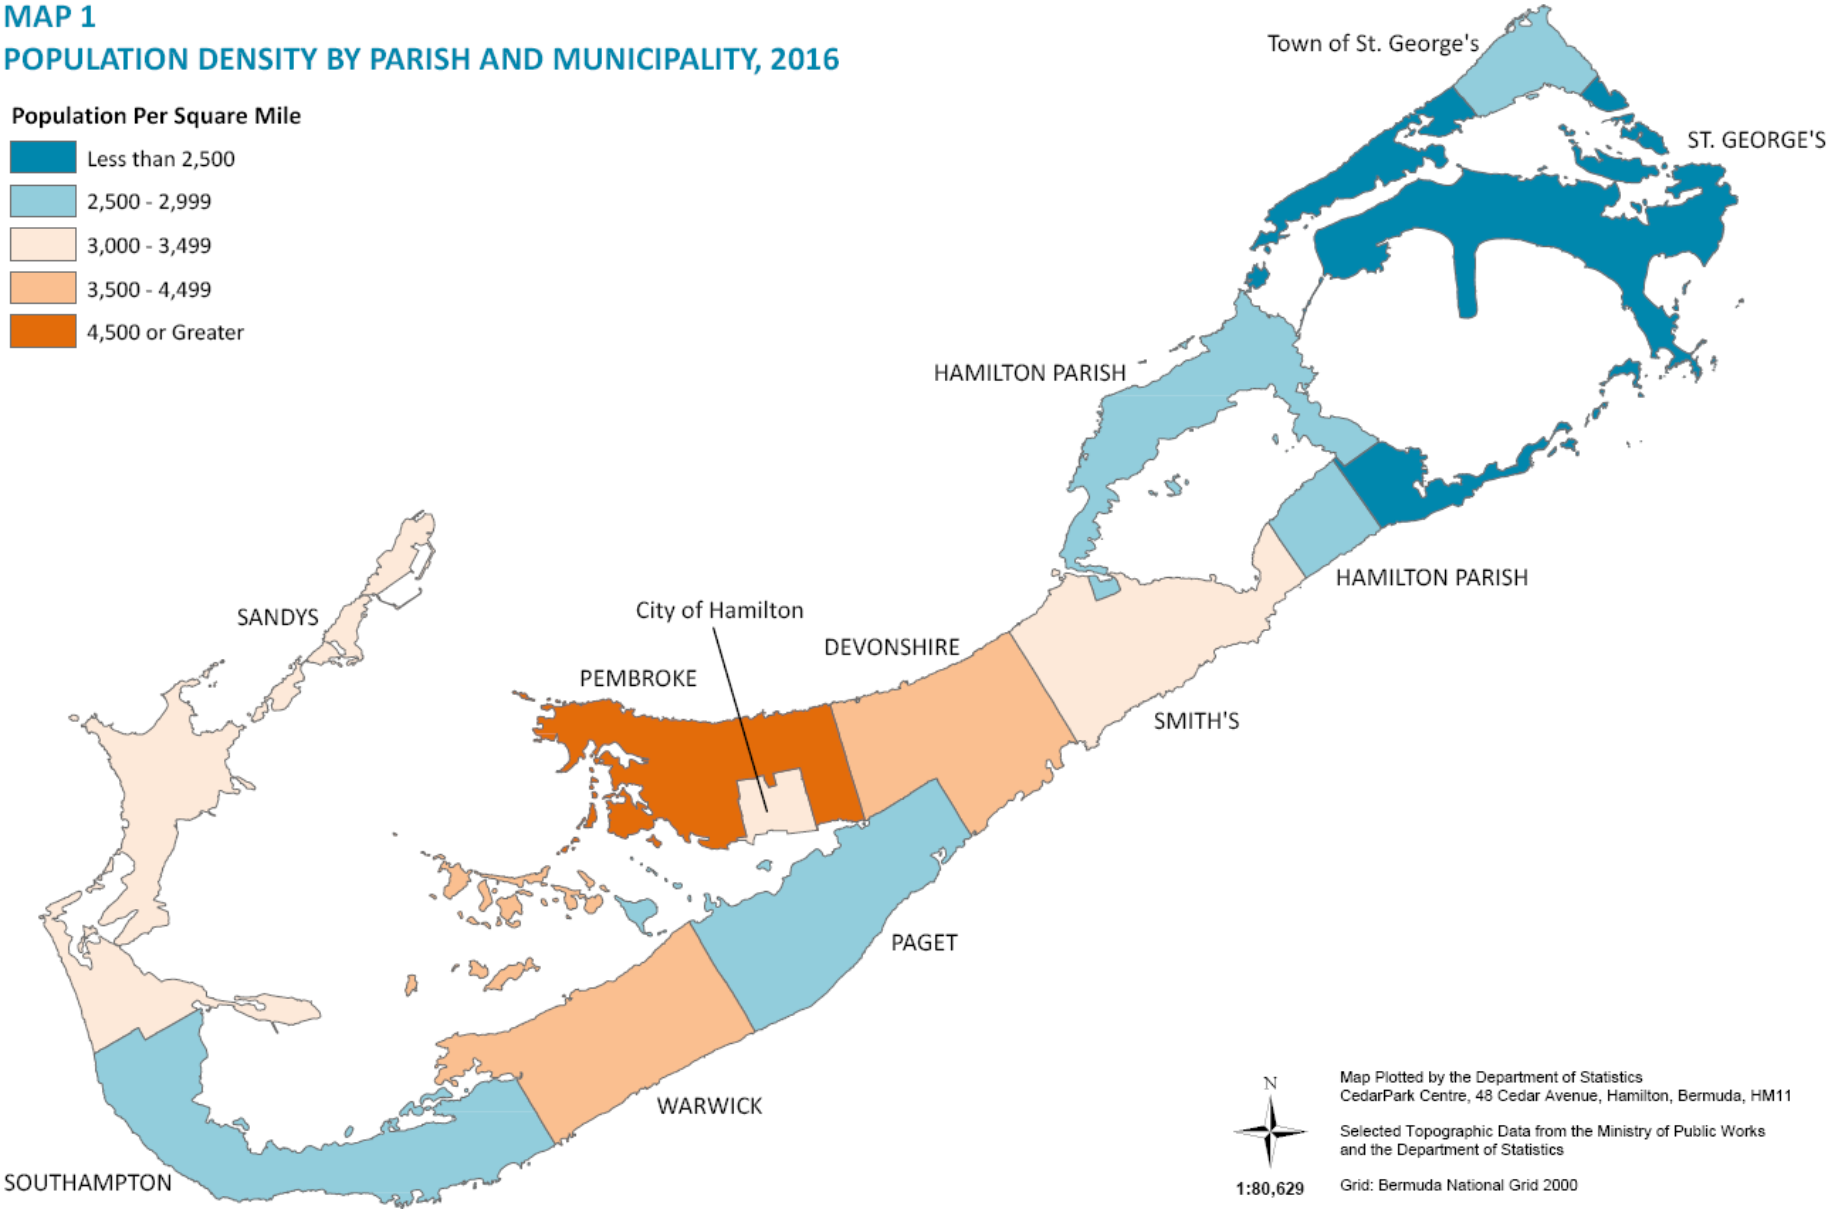 MAP 1
POPULATION DENSITY BY PARISH AND MUNICIPALITY, 2016
Population Per Square Mile
Less than 2,500
2,500 - 2,999
3,000 - 3,499
3,500 - 4,499
4,500 or Greater
Town of St. George's
ST. GEORGE'S
HAMILTON PARISH
HAMILTON PARISH
SANDYS
City of Hamilton
DEVONSHIRE
PEMBROKE
SMITH'S
PAGET
WARWICK
SOUTHAMPTON
N
1:80,629
Map Plotted by the Department of Statistics
CedarPark Centre, 48 Cedar Avenue, Hamilton, Bermuda, HM11
Selected Topographic Data from the Ministry of Public Works
and the Department of Statistics
Grid: Bermuda National Grid 2000